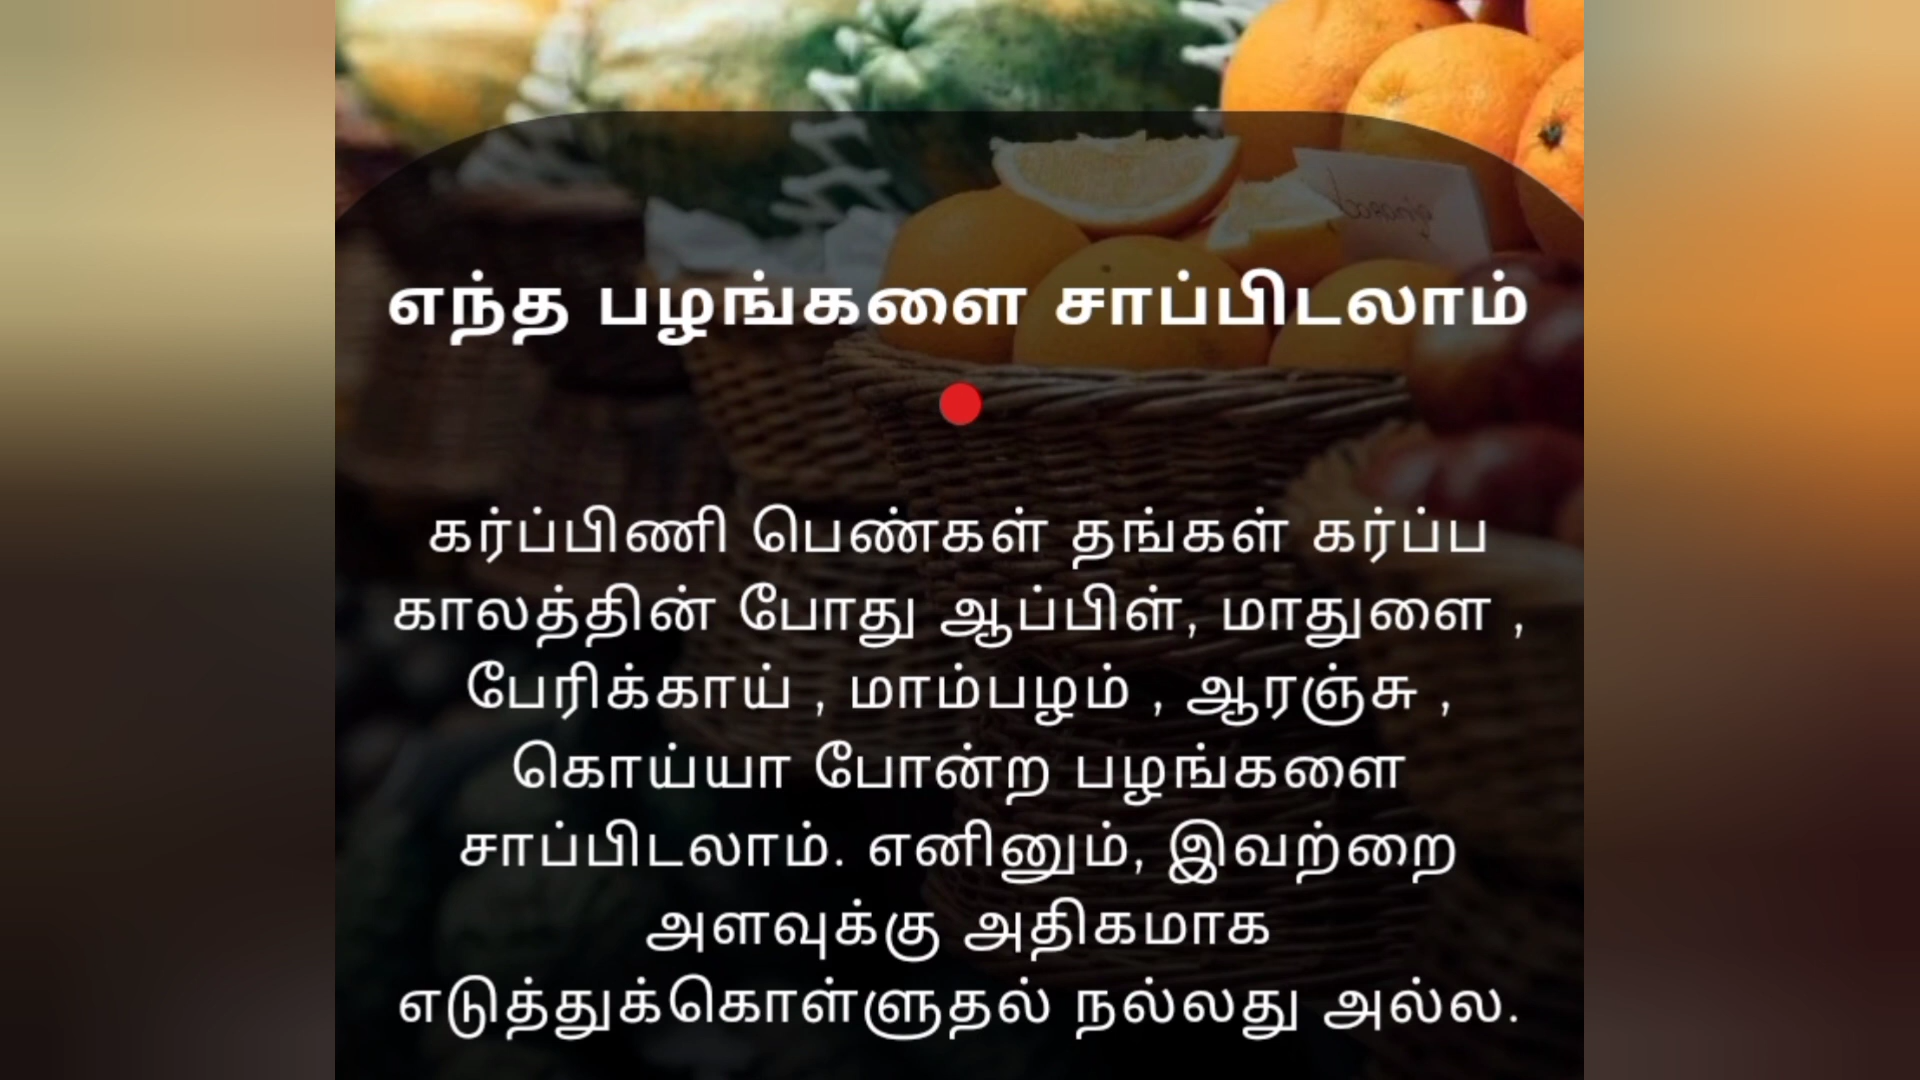 எந்த பழங்களை சாப்பிடலாம்
கர்ப்பிணி பெண்கள் தங்கள் கர்ப்ப
காலத்தின் போது ஆப்பிள், மாதுளை ,
பேரிக்காய் , மாம்பழம் , ஆரஞ்சு ,
கொய்யா போன்ற பழங்களை
சாப்பிடலாம். எனினும், இவற்றை
அளவுக்கு அதிகமாக
எடுத்துக்கொள்ளுதல் நல்லது அல்ல.